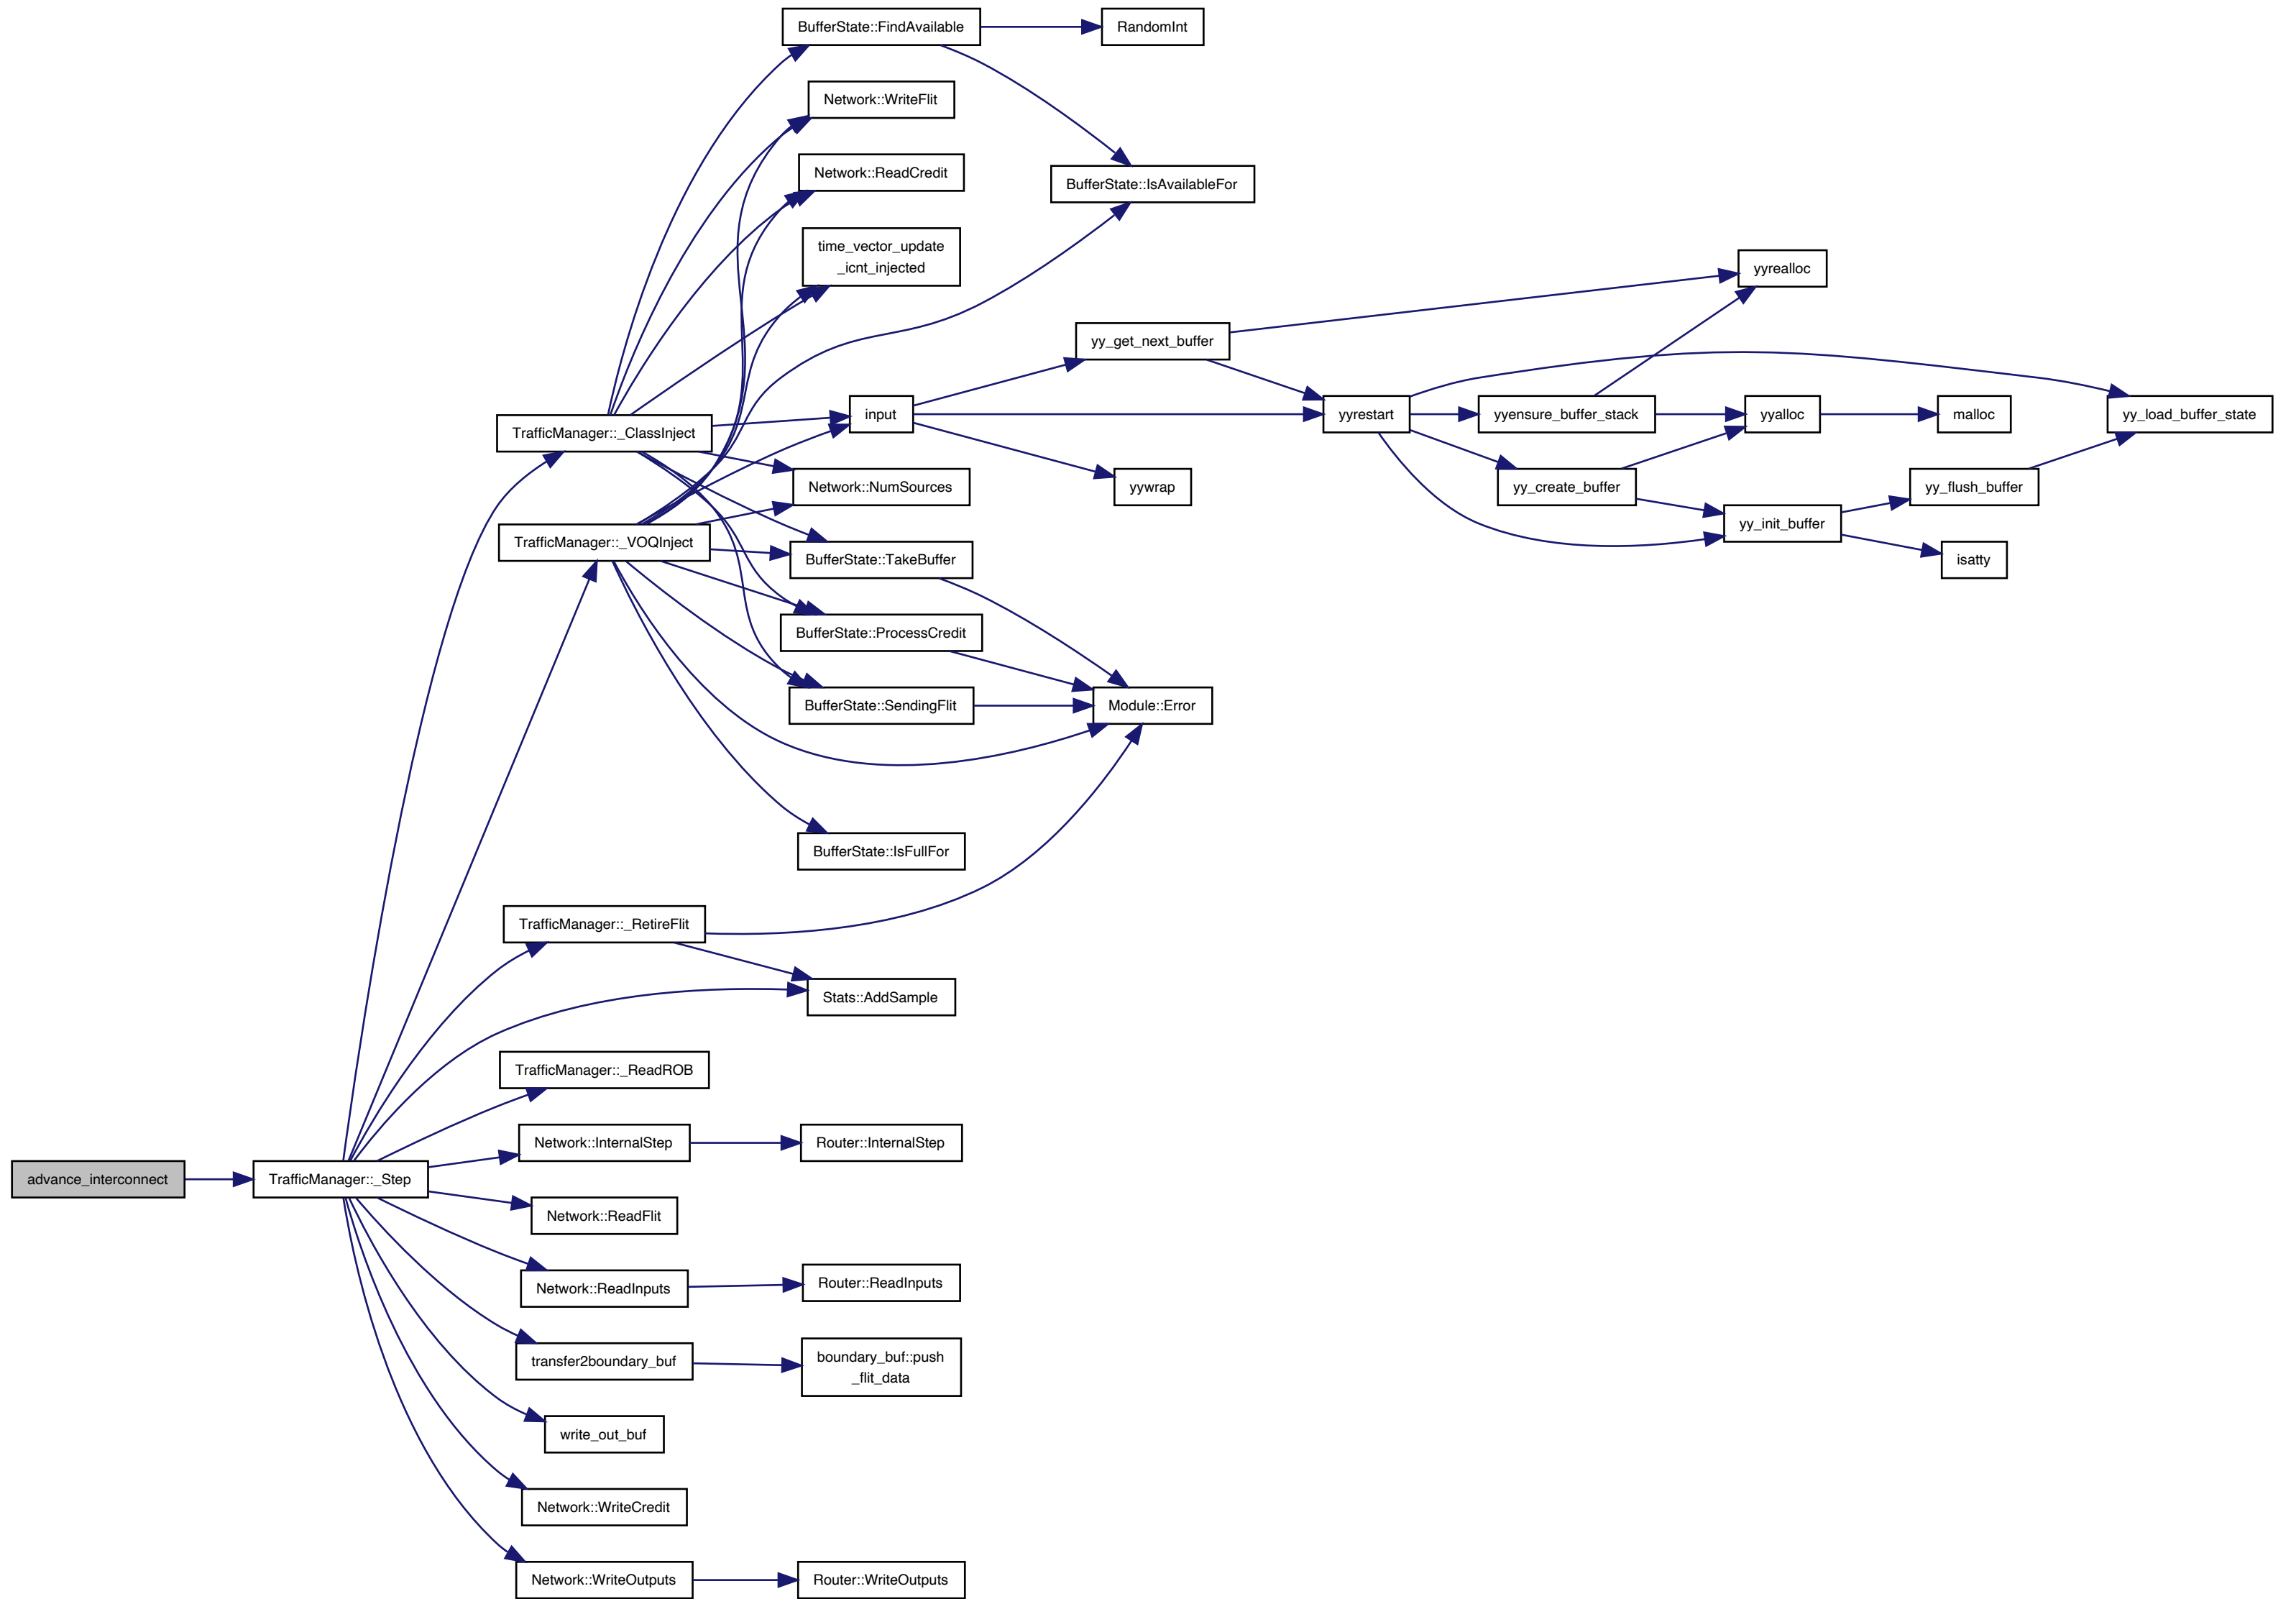 BufferState::FindAvailable
RandomInt
Network::WriteFlit
Network::ReadCredit
BufferState::IsAvailableFor
time_vector_update
_icnt_injected
yyrealloc
yy_get_next_buffer
TrafficManager::_ClassInject
input
yyrestart
yyensure_buffer_stack
yyalloc
malloc
yy_load_buffer_state
Network::NumSources
yywrap
yy_create_buffer
yy_flush_buffer
TrafficManager::_VOQInject
yy_init_buffer
BufferState::TakeBuffer
isatty
BufferState::ProcessCredit
BufferState::SendingFlit
Module::Error
BufferState::IsFullFor
TrafficManager::_RetireFlit
Stats::AddSample
TrafficManager::_ReadROB
Network::InternalStep
Router::InternalStep
advance_interconnect
TrafficManager::_Step
Network::ReadFlit
Network::ReadInputs
Router::ReadInputs
transfer2boundary_buf
boundary_buf::push
_flit_data
write_out_buf
Network::WriteCredit
Network::WriteOutputs
Router::WriteOutputs